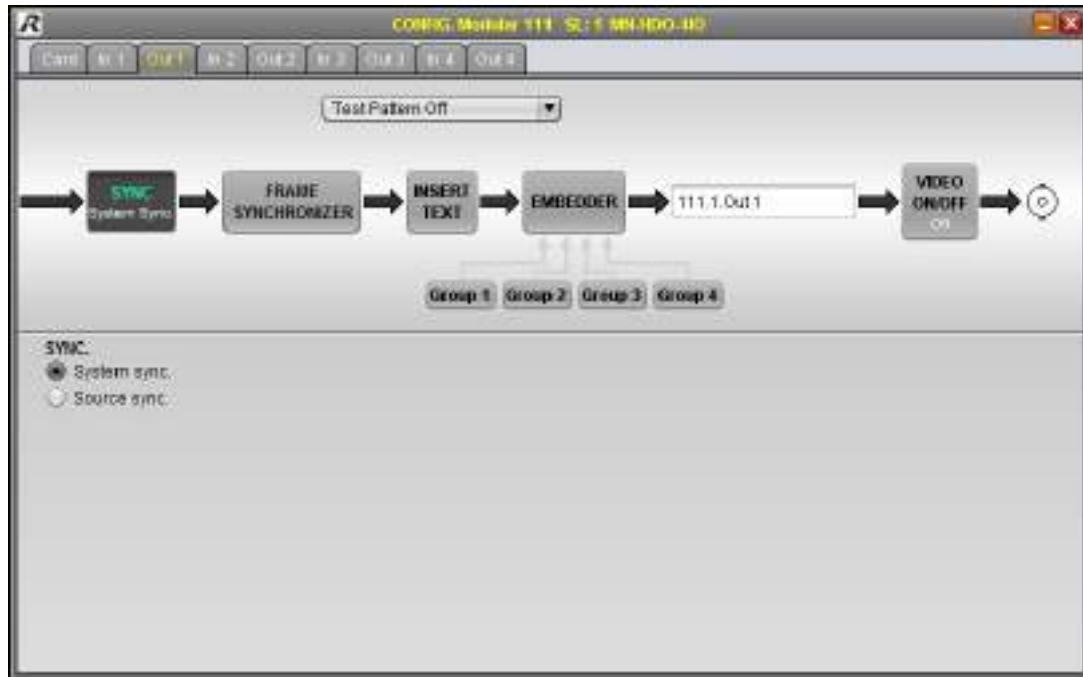 R
CONFIG. Modular 111 SL: 1 MN-HDO-4IO
Card In 1 Out 1 In 2 Out 2 In 3 Out 3 In 4 Out 4
Test Pattern Off
SYNC
System Sync.
FRAME
SYNCHRONIZER
INSERT
TEXT
EMBEDDER
111.1.Out 1
VIDEO
ON/OFF
On
Group 1 Group 2 Group 3 Group 4
SYNC.
System sync.
Source sync.